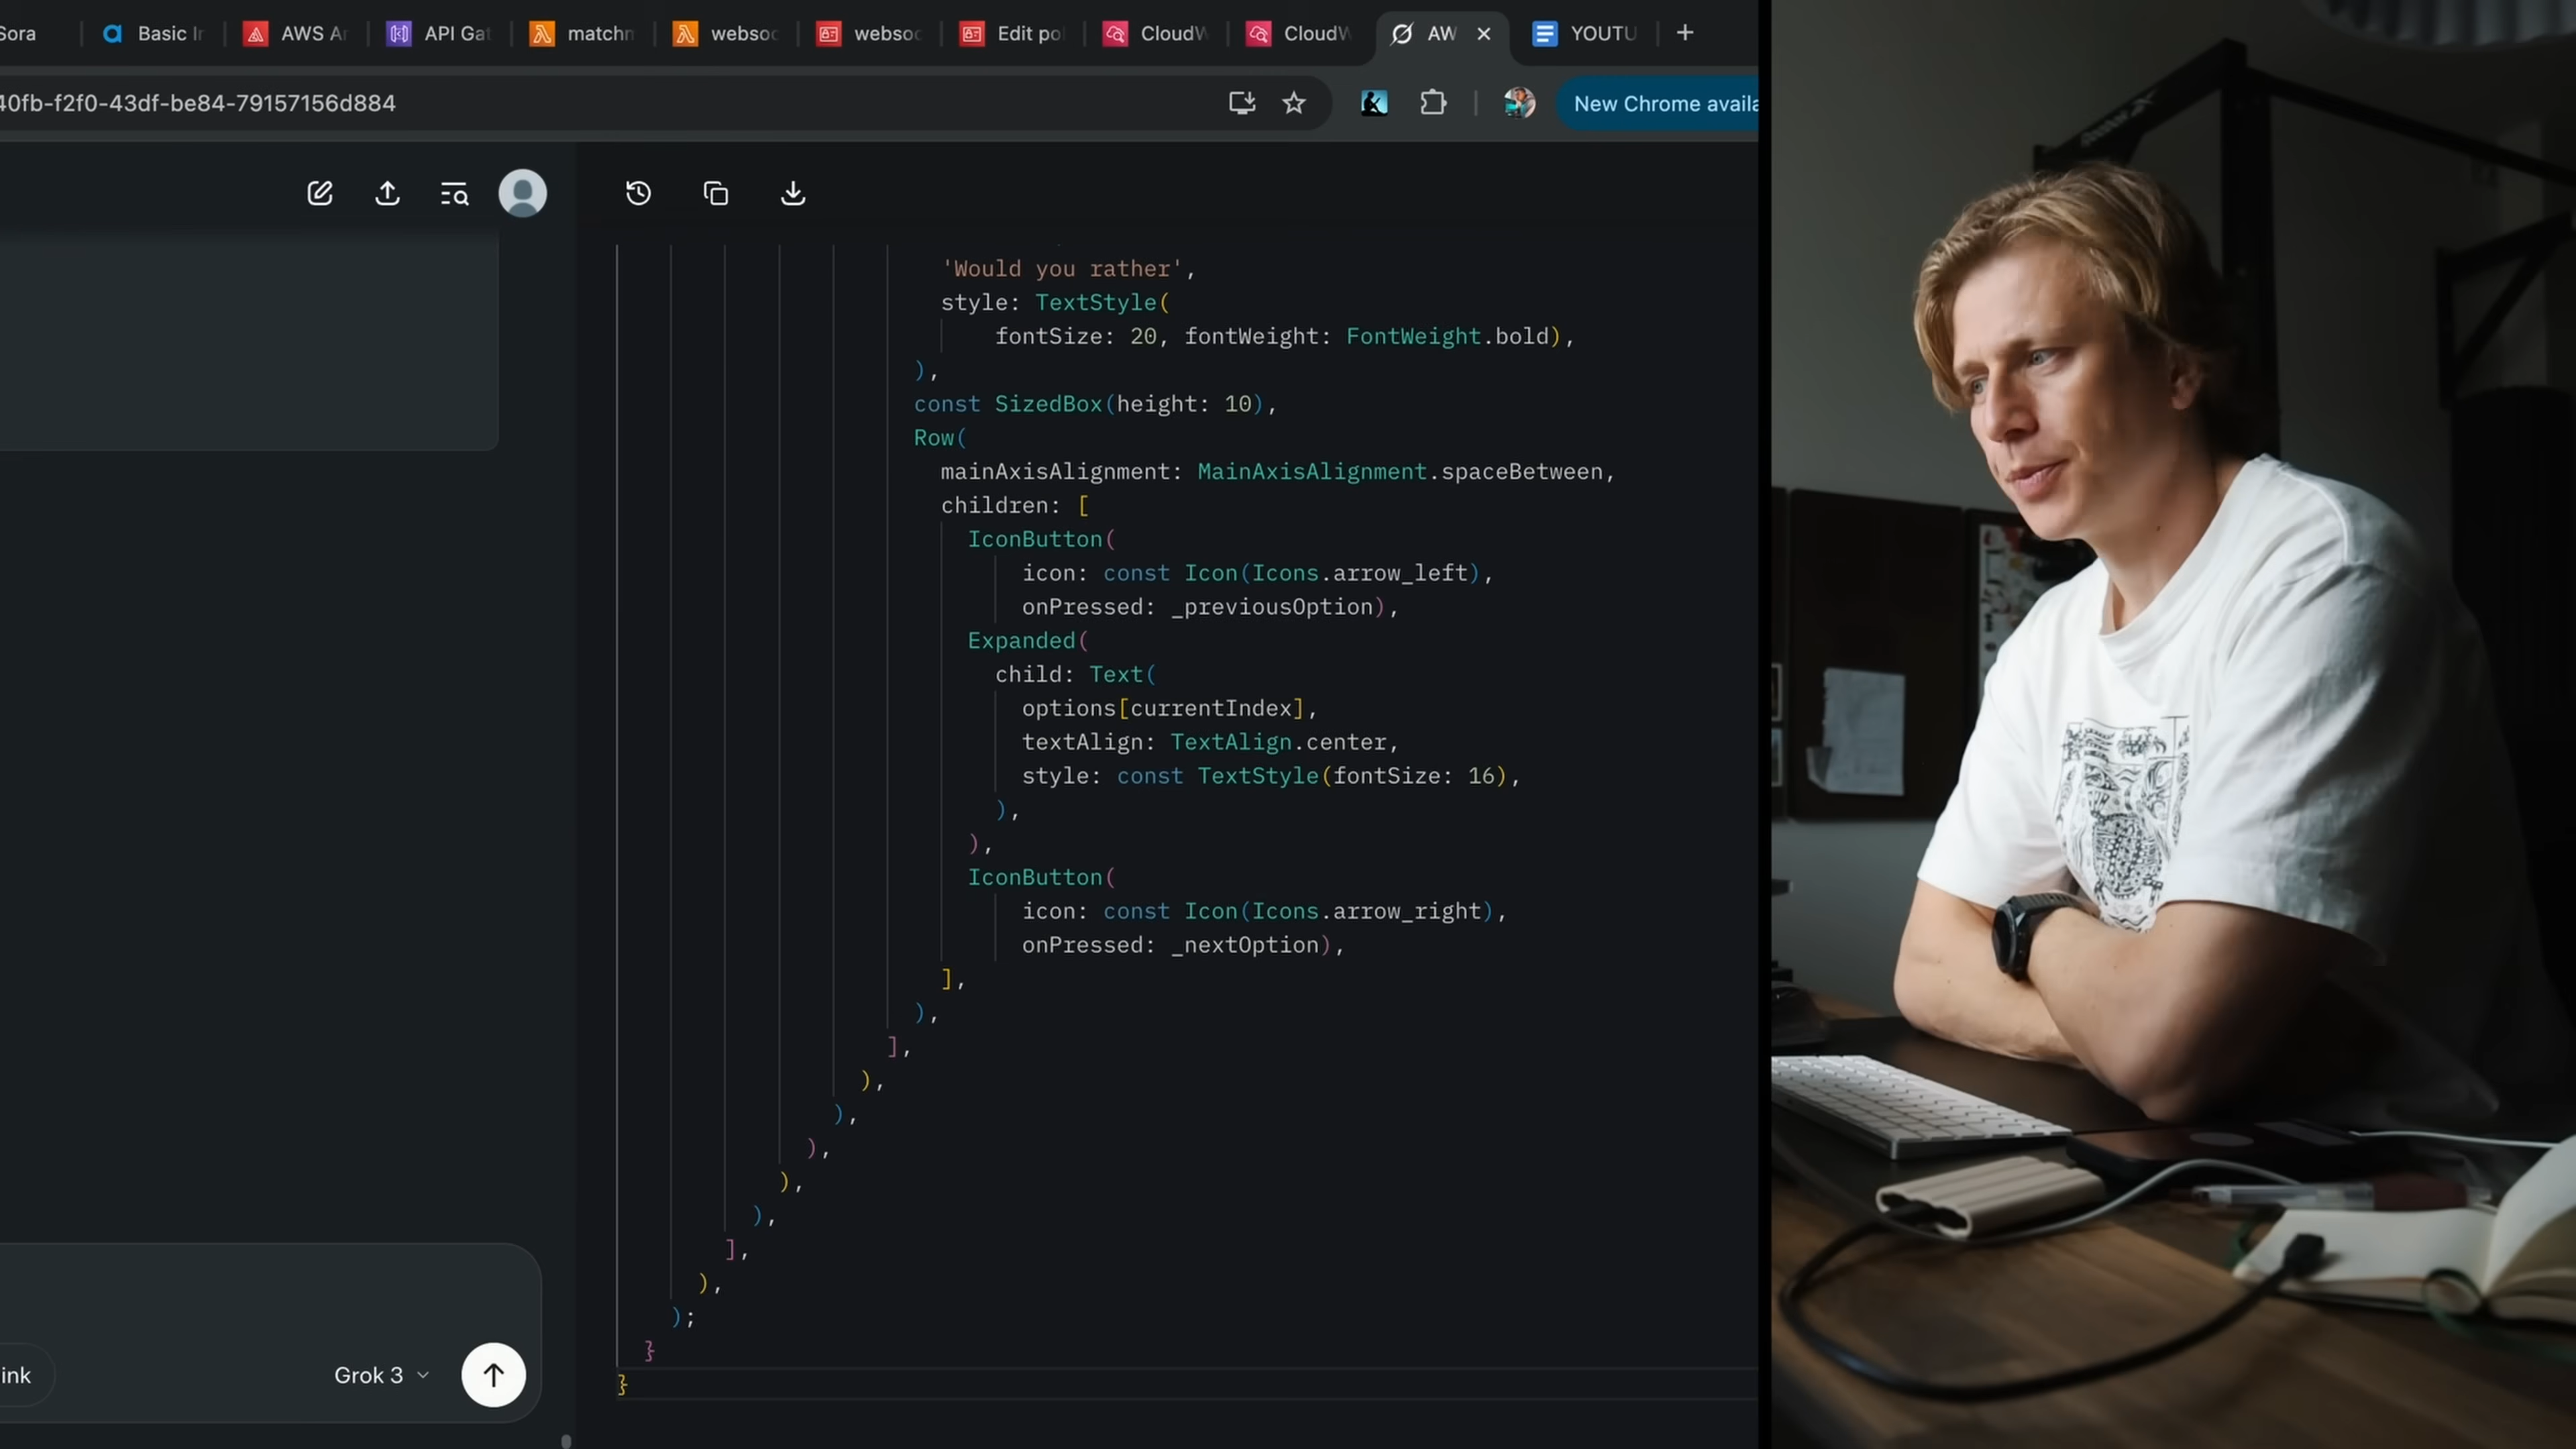 Sora
Basic Ir
AWS Ar
API Gat
matchm
websoc
websoc
Edit po
CloudW
CloudW
AW
YOUTU
40fb-f2f0-43df-be84-79157156d884
New Chrome availa
'Would you rather',
style: TextStyle(
fontSize: 20, fontWeight: FontWeight.bold),
),
const SizedBox(height: 10),
Row(
mainAxisAlignment: MainAxisAlignment.spaceBetween,
children: [
IconButton(
icon: const Icon(Icons.arrow_left),
onPressed: _previousOption),
Expanded(
child: Text(
options[currentIndex],
textAlign: TextAlign.center,
style: const TextStyle(fontSize: 16),
),
),
IconButton(
icon: const Icon(Icons.arrow_right),
onPressed: _nextOption),
],
),
],
),
),
),
),
),
],
),
);
}
}
ink
Grok 3